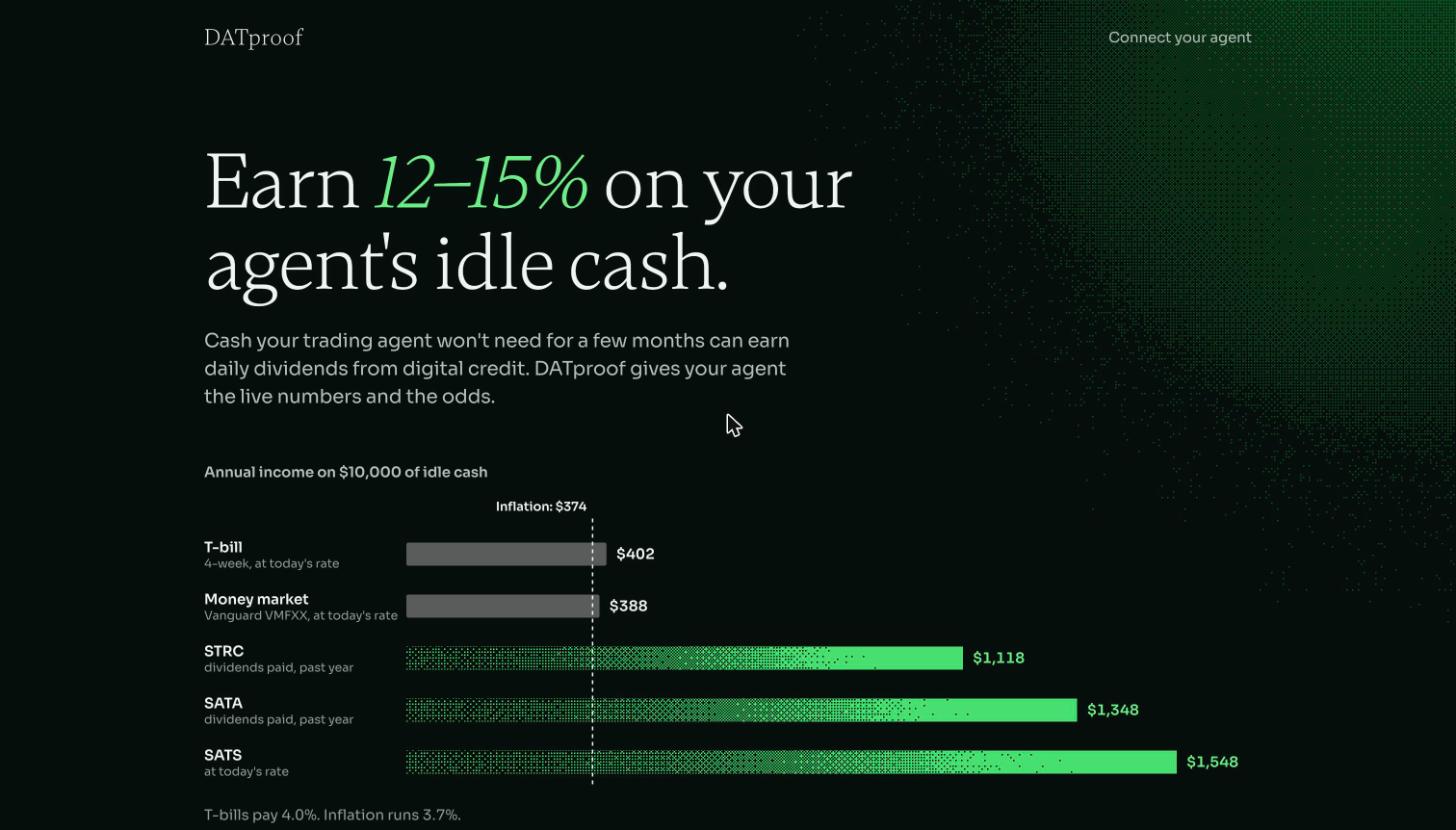 DATproof
Connect your agent
Earn 12–15% on your
agent's idle cash.
Cash your trading agent won't need for a few months can earn
daily dividends from digital credit. DATproof gives your agent
the live numbers and the odds.
Annual income on $10,000 of idle cash
Inflation: $374
T-bill
4-week, at today's rate
$402
Money market
Vanguard VMFXX, at today's rate
$388
STRC
dividends paid, past year
$1,118
SATA
dividends paid, past year
$1,348
SATS
at today's rate
$1,548
T-bills pay 4.0%. Inflation runs 3.7%.